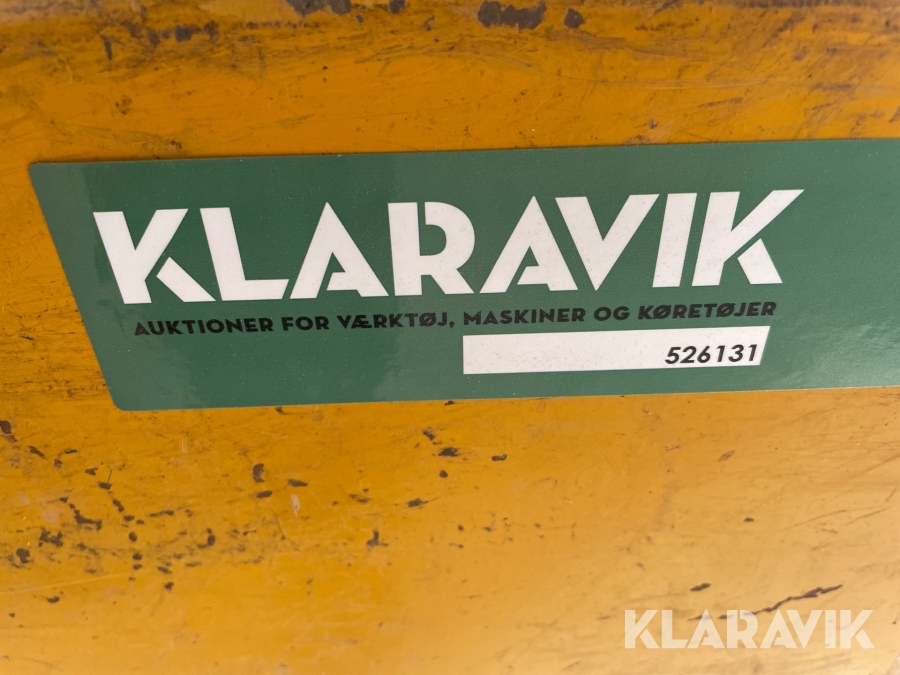 KLARAVIK
AUKTIONER FOR VÆRKTØJ, MASKINER OG KØRETØJER
526131
KLARAVIK